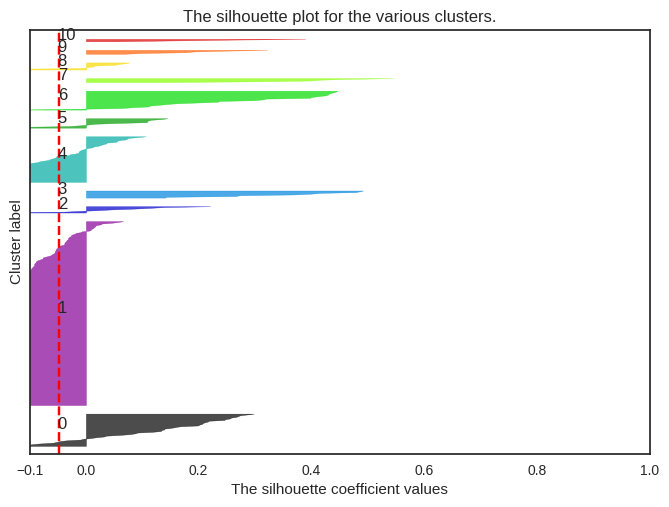 The silhouette plot for the various clusters.
10
9
8
7
6
5
4
3
2
1
0
Cluster label
−0.1 0.0 0.2 0.4 0.6 0.8 1.0
The silhouette coefficient values